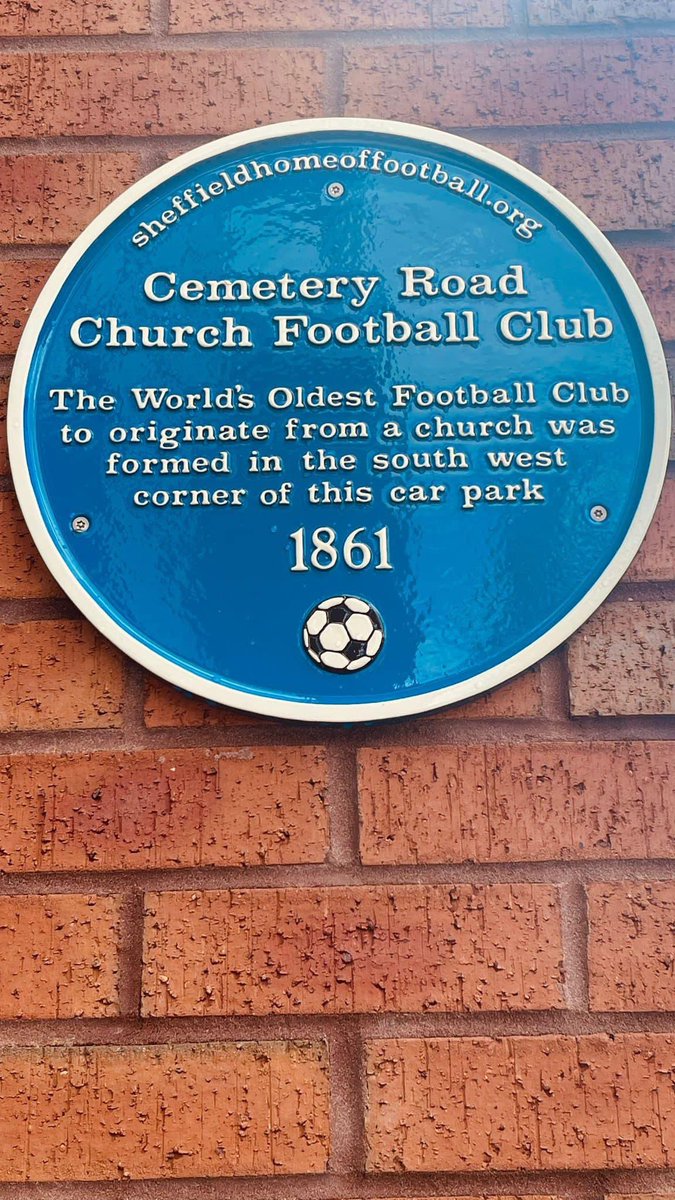 sheffieldhomeoffootball.org
Cemetery Road
Church Football Club
The World's Oldest Football Club
to originate from a church was
formed in the south west
corner of this car park
1861